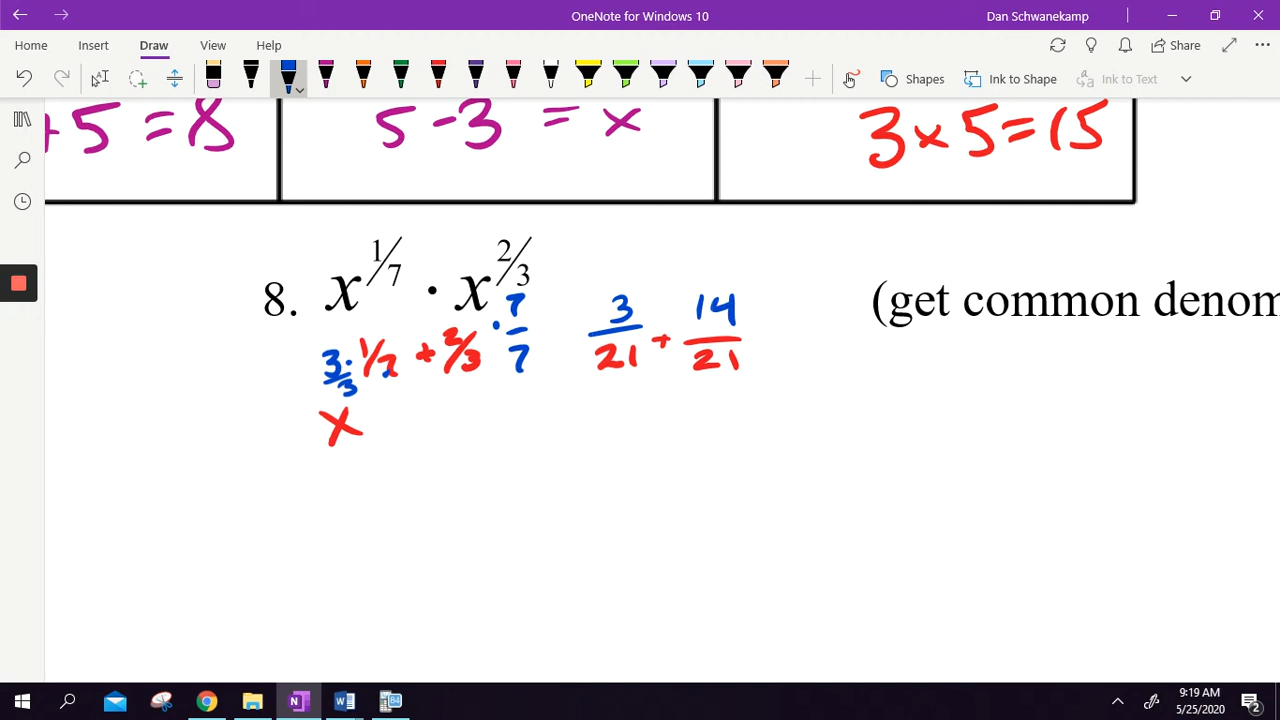 OneNote for Windows 10
Dan Schwanekamp
Home Insert Draw View Help
Share
Shapes Ink to Shape Ink to Text
+ 5 = 8
5 - 3 = x
3 x 5 = 15
8. x^1/7 · x^2/3
(get common denom
3/3 · 1/7 + 2/3 · 7/7
3/21 + 14/21
x
9:19 AM
5/25/2020
2